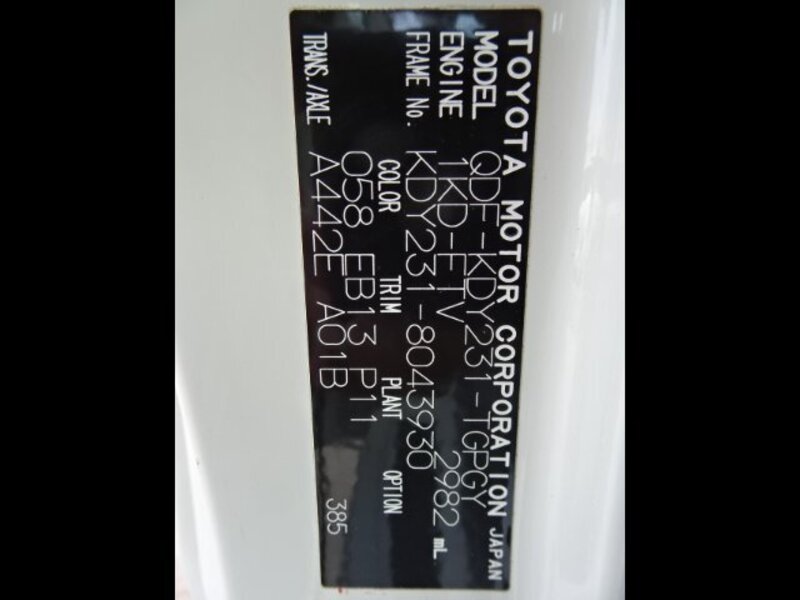 TOYOTA MOTOR CORPORATION JAPAN
MODEL QDF-KDY231-TGPGY
ENGINE 1KD-ETV 2982 mL
FRAME No. KDY231-8043930
COLOR TRIM PLANT OPTION
058 EB13 P11
TRANS./AXLE A442E A01B
385